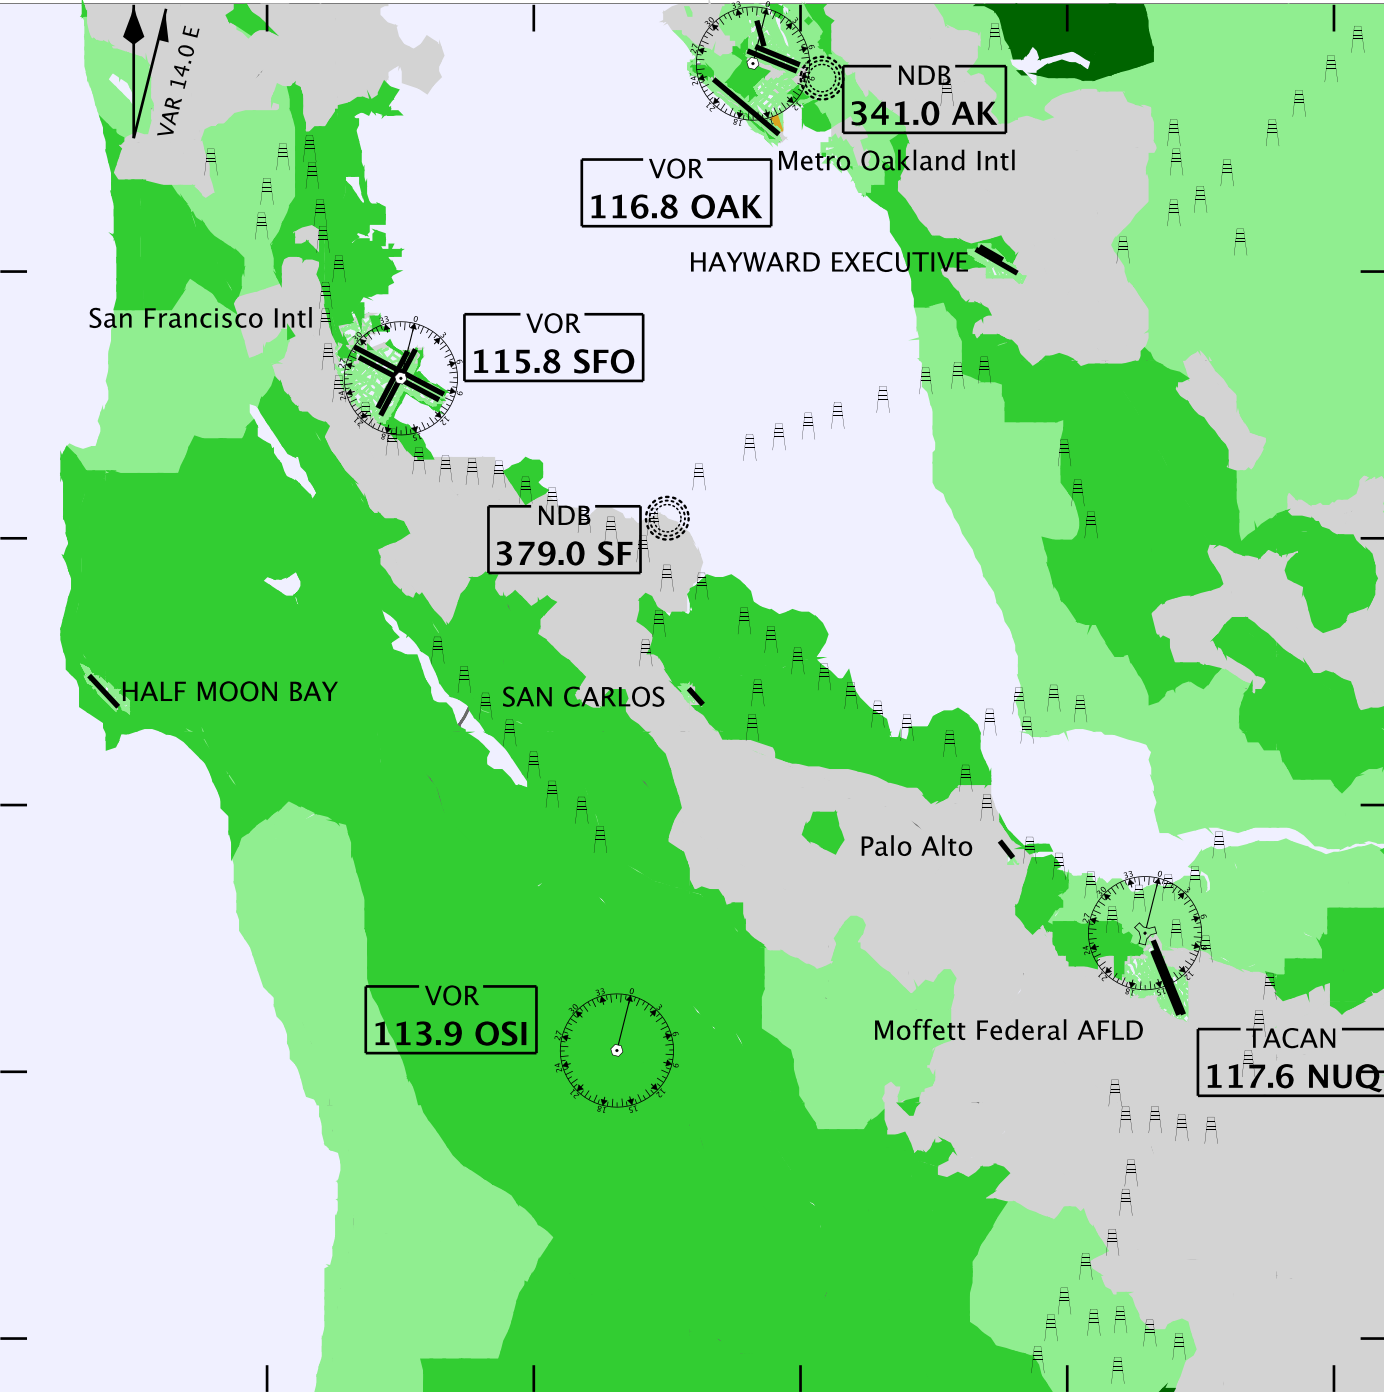 VAR 14.0 E
NDB
341.0 AK
VOR
116.8 OAK
Metro Oakland Intl
HAYWARD EXECUTIVE
San Francisco Intl
VOR
115.8 SFO
NDB
379.0 SF
HALF MOON BAY
SAN CARLOS
Palo Alto
VOR
113.9 OSI
Moffett Federal AFLD
TACAN
117.6 NUQ